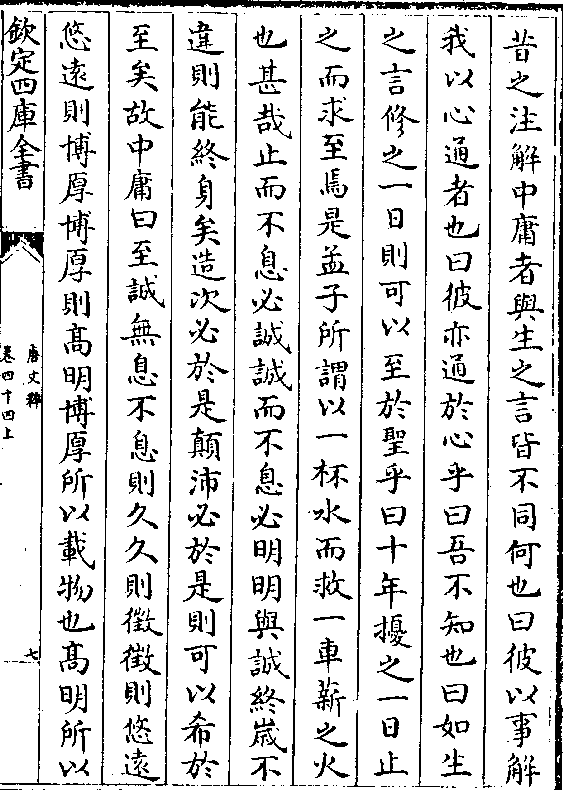 昔之注解中庸者與生之言皆不同何也曰彼以事解
我以心通者也曰彼亦通於心乎曰吾不知也曰如生
之言修之一日則可以至於聖乎曰十年擾之一日止
之而求至焉是孟子所謂以一杯水而救一車薪之火
也甚哉止而不息必誠誠而不息必明明與誠終嵗不
違則能終身矣造次必於是顛沛必於是則可以希於
至矣故中庸曰至誠無息不息則久久則徴徴則悠遠
悠遠則博厚博厚則髙明博厚所以載物也髙明所以
欽定四庫全書
唐文粹
卷四十四上
七